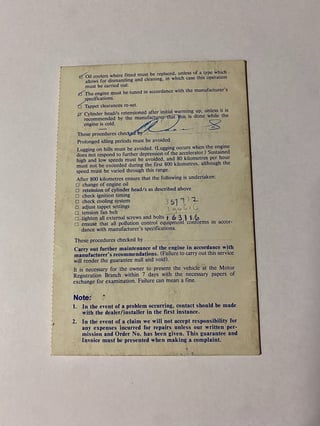 ☑ Oil coolers where fitted must be replaced, unless of a type which
allows for dismantling and cleaning, in which case this operation
must be carried out.
☑ The engine must be tuned in accordance with the manufacturer's
specifications.
☐ Tappet clearances re-set.
☑ Cylinder head/s retensioned after initial warming up, unless it is
recommended by the manufacturer that this is done while the
engine is cold.
These procedures checked by
Prolonged idling periods must be avoided.
Lugging on hills must be avoided. (Lugging occurs when the engine
does not respond to further depression of the accelerator.) Sustained
high and low speeds must be avoided, and 80 kilometres per hour
must not be exceeded during the first 800 kilometres, although the
speed must be varied through this range.
After 800 kilometres ensure that the following is undertaken:
☐ change of engine oil
☐ retension of cylinder head/s as described above
☐ check ignition timing
☐ check cooling system
☐ adjust tappet settings
☐ tension fan belt
☐ tighten all external screws and bolts 163116
☐ ensure that all pollution control equipment conforms in accor-
dance with manufacturer's specifications.
These procedures checked by
Carry out further maintenance of the engine in accordance with
manufacturer's recommendations. (Failure to carry out this service
will render the guarantee null and void).
It is necessary for the owner to present the vehicle at the Motor
Registration Branch within 7 days with the necessary papers of
exchange for examination. Failure can mean a fine.
Note:
1. In the event of a problem occurring, contact should be made
with the dealer/installer in the first instance.
2. In the event of a claim we will not accept responsibility for
any expenses incurred for repairs unless our written per-
mission and Order No. has been given. This guarantee and
Invoice must be presented when making a complaint.